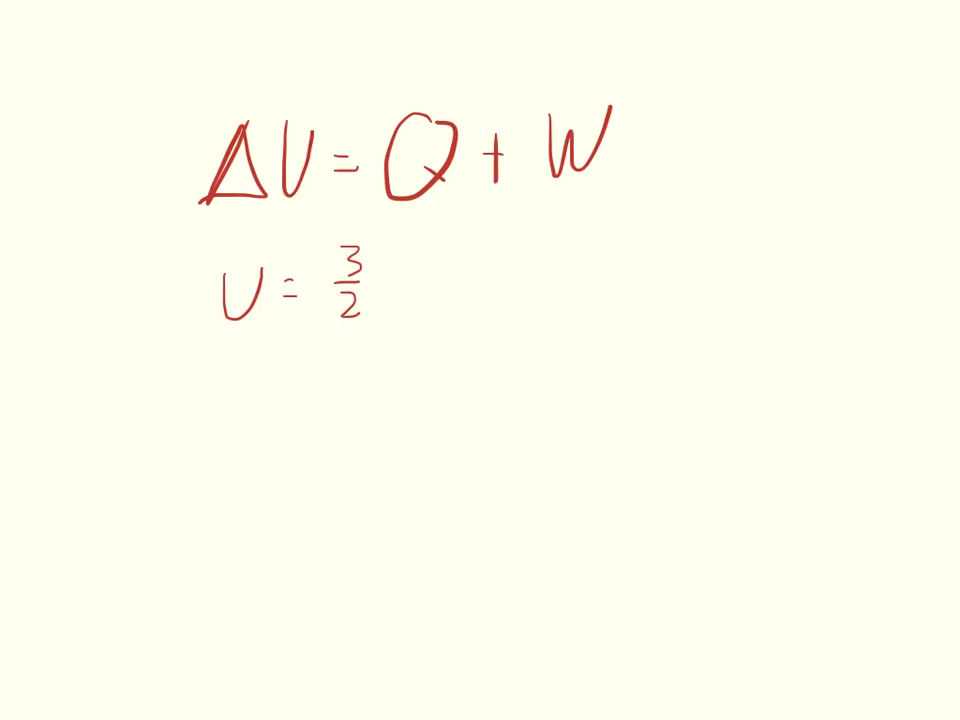 ΔU = Q + W
U = 3/2